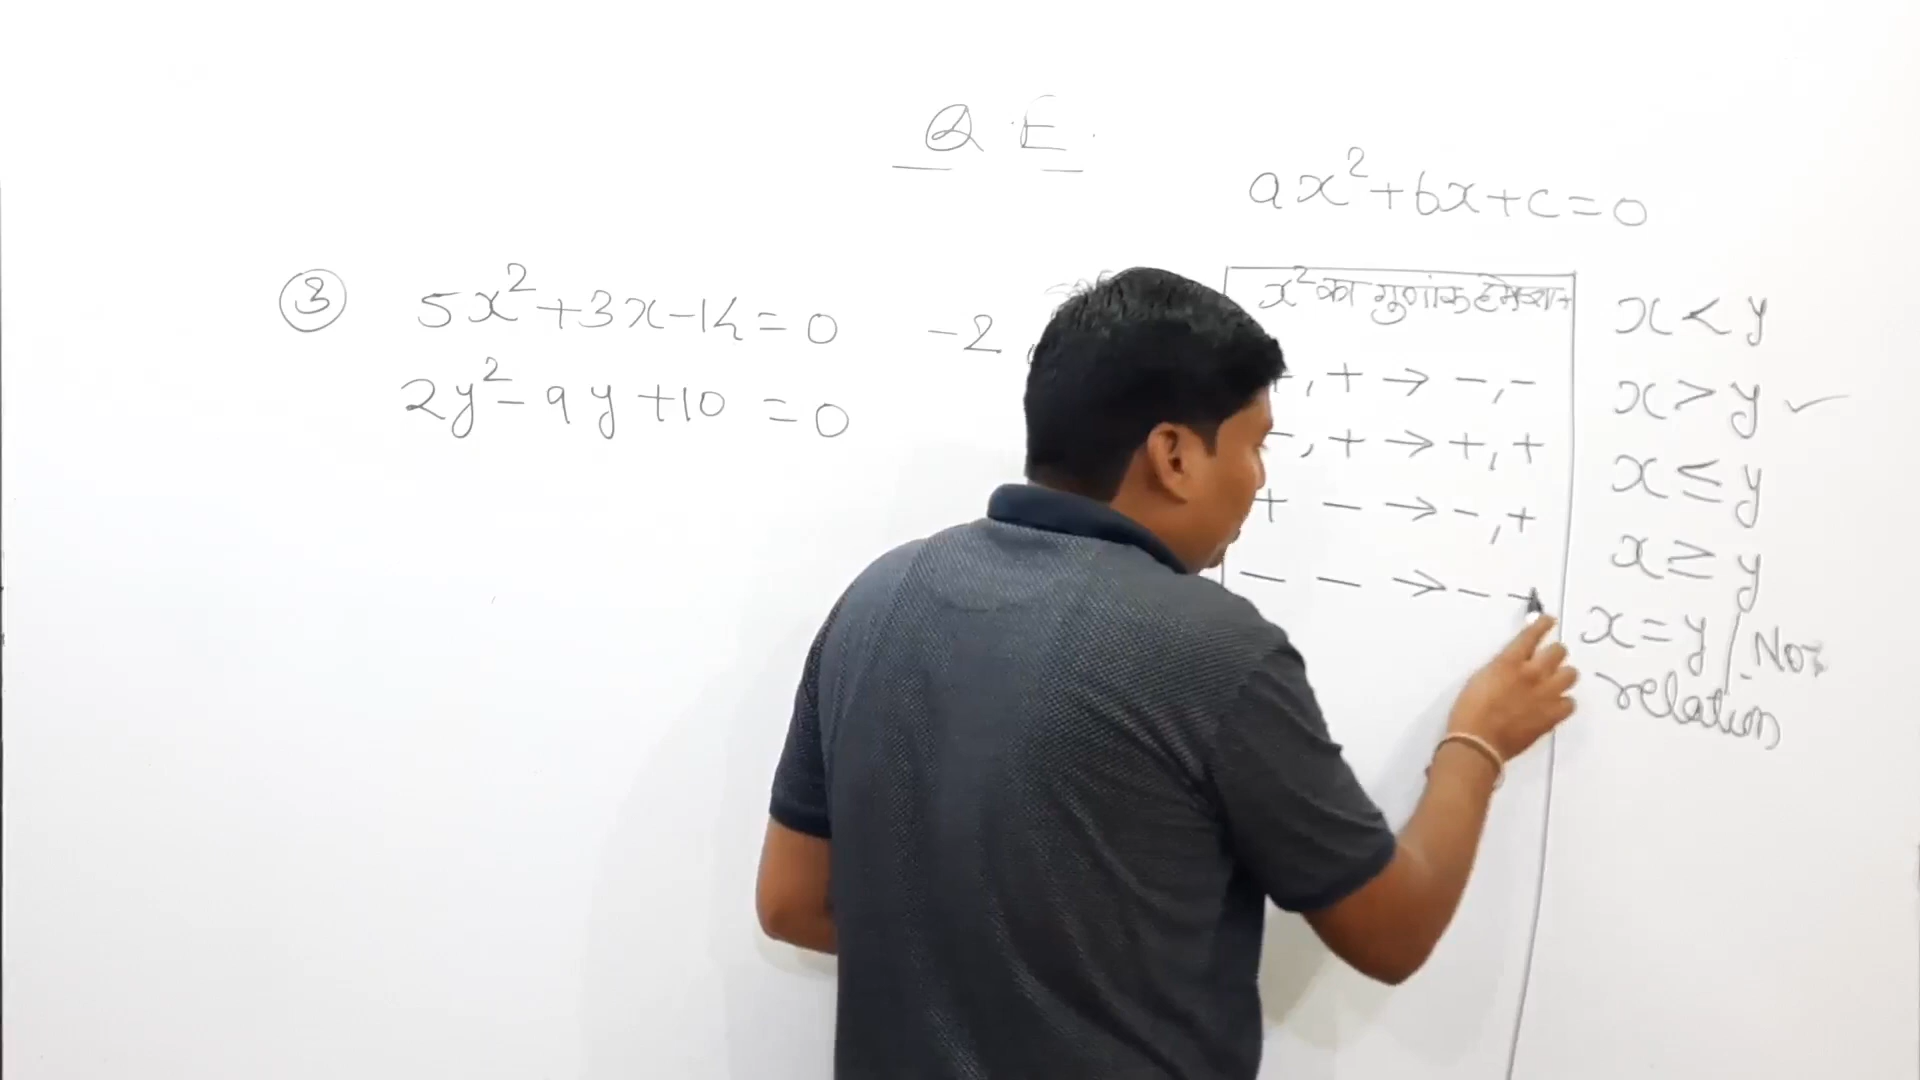 Q.E.
ax²+bx+c=0
③ 5x²+3x-14=0 -2
2y²-9y+10=0
x² का गुणांक हमेशा +
+,+ → -,-
-,+ → +,+
+ - → -,+
- - → - +
x<y
x>y ✓
x≤y
x≥y
x=y/No
relation